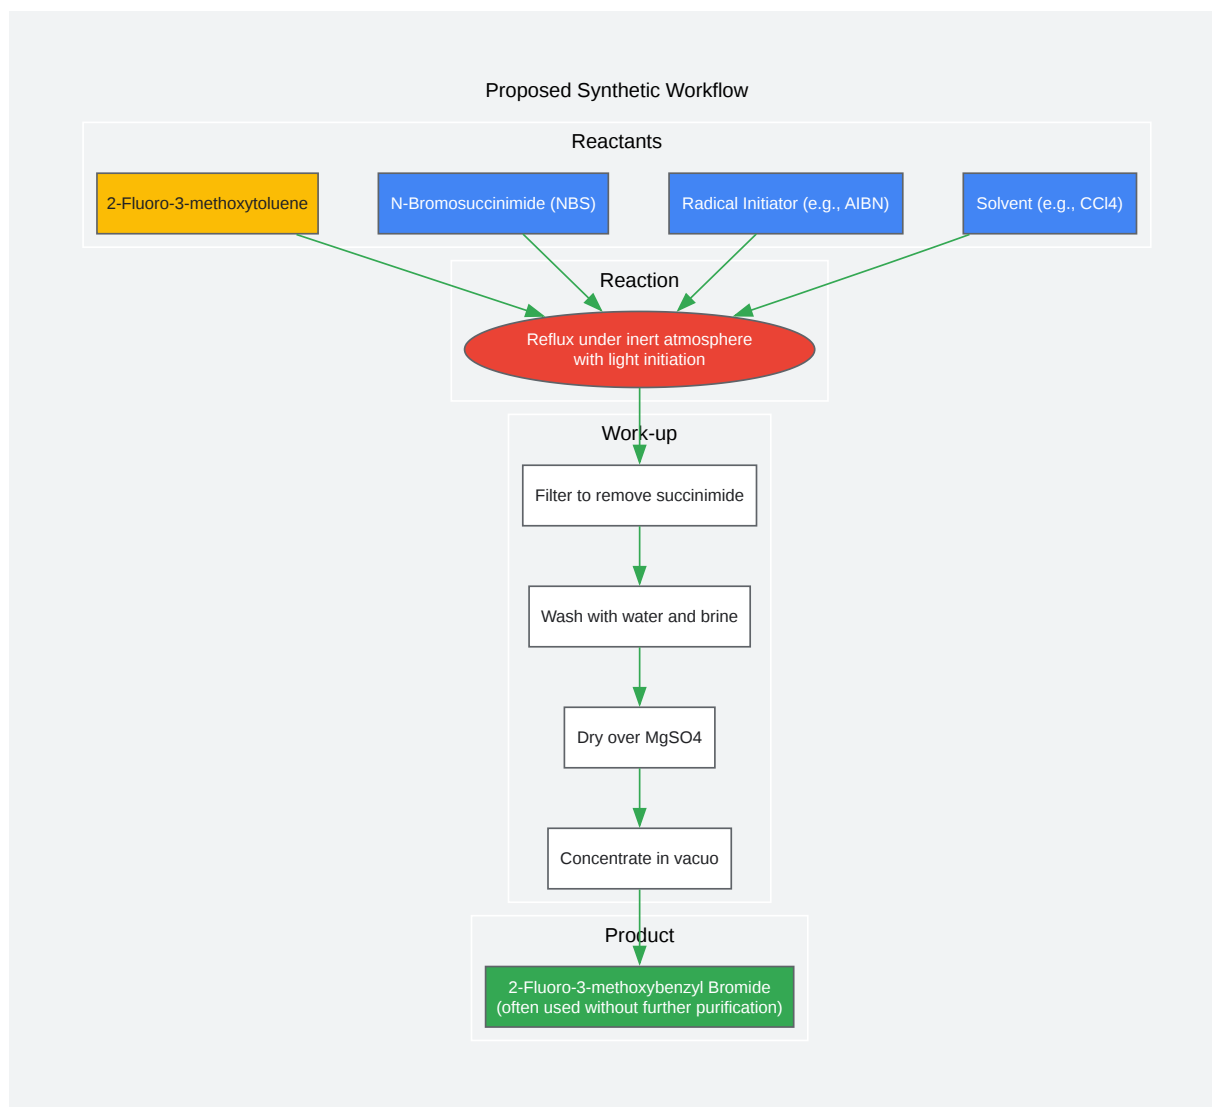 Proposed Synthetic Workflow
Reactants
2-Fluoro-3-methoxytoluene
N-Bromosuccinimide (NBS)
Radical Initiator (e.g., AIBN)
Solvent (e.g., CCl4)
Reaction
Reflux under inert atmosphere
with light initiation
Work-up
Filter to remove succinimide
Wash with water and brine
Dry over MgSO4
Concentrate in vacuo
Product
2-Fluoro-3-methoxybenzyl Bromide
(often used without further purification)